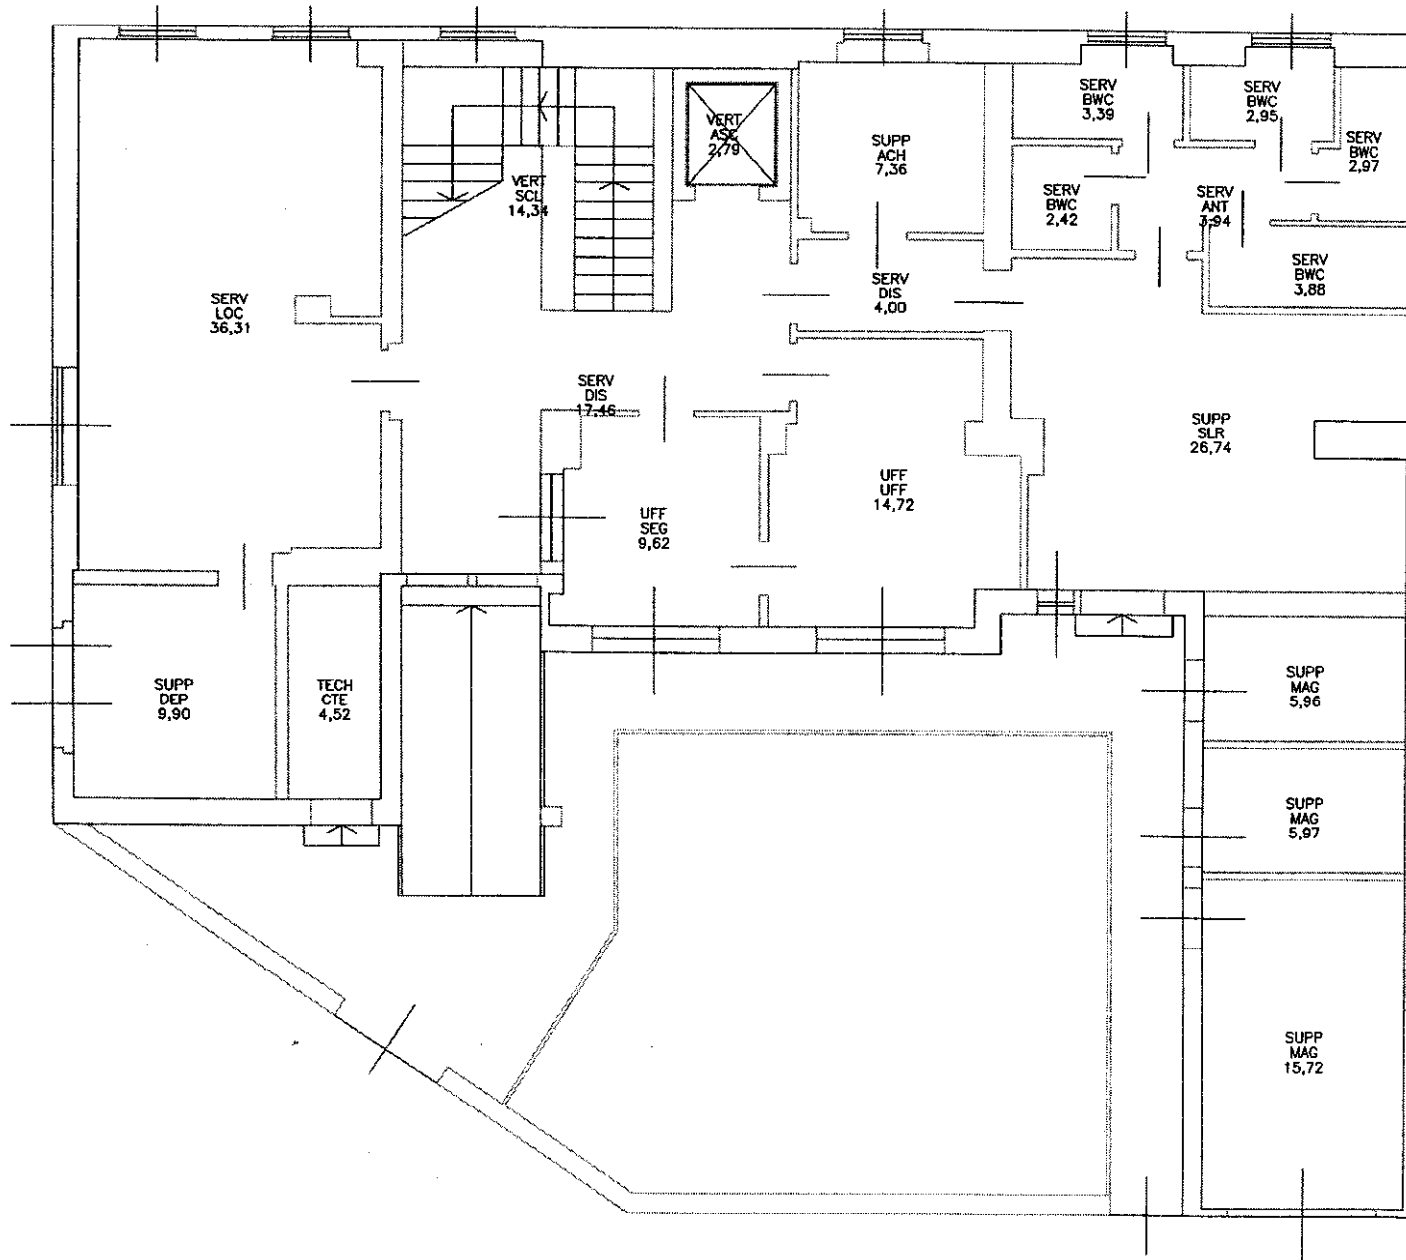 SERV
BWC
3,39
SERV
BWC
2,95
VERT
ASC
2,79
SUPP
ACH
7,36
SERV
BWC
2,97
VERT
SCL
14,34
SERV
BWC
2,42
SERV
ANT
3,94
SERV
BWC
3,88
SERV
DIS
4,00
SERV
LOC
36,31
SERV
DIS
17,46
SUPP
SLR
26,74
UFF
UFF
14,72
UFF
SEG
9,62
SUPP
DEP
9,90
TECH
CTE
4,52
SUPP
MAG
5,96
SUPP
MAG
5,97
SUPP
MAG
15,72